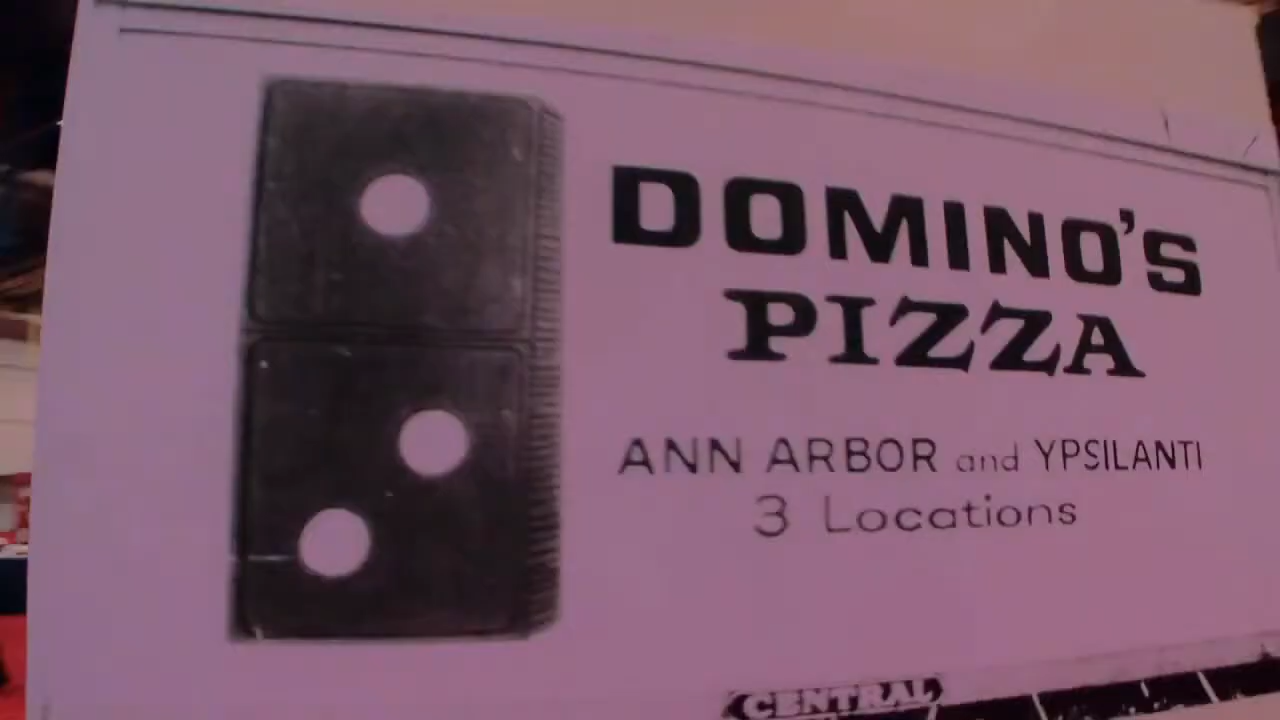 DOMINO'S
PIZZA
ANN ARBOR and YPSILANTI
3 Locations
CENTRAL